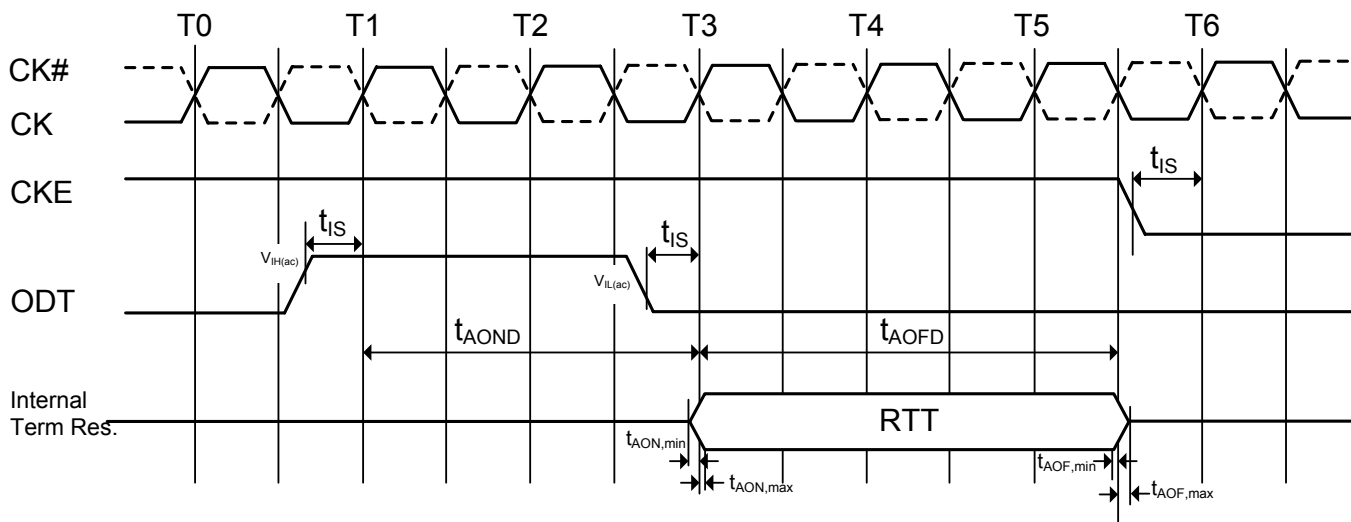 T0 T1 T2 T3 T4 T5 T6
CK#
CK
CKE
tIS
tIS
tIS
VIH(ac)
VIL(ac)
ODT
tAOND
tAOFD
Internal
Term Res.
RTT
tAON,min
tAOF,min
tAON,max
tAOF,max